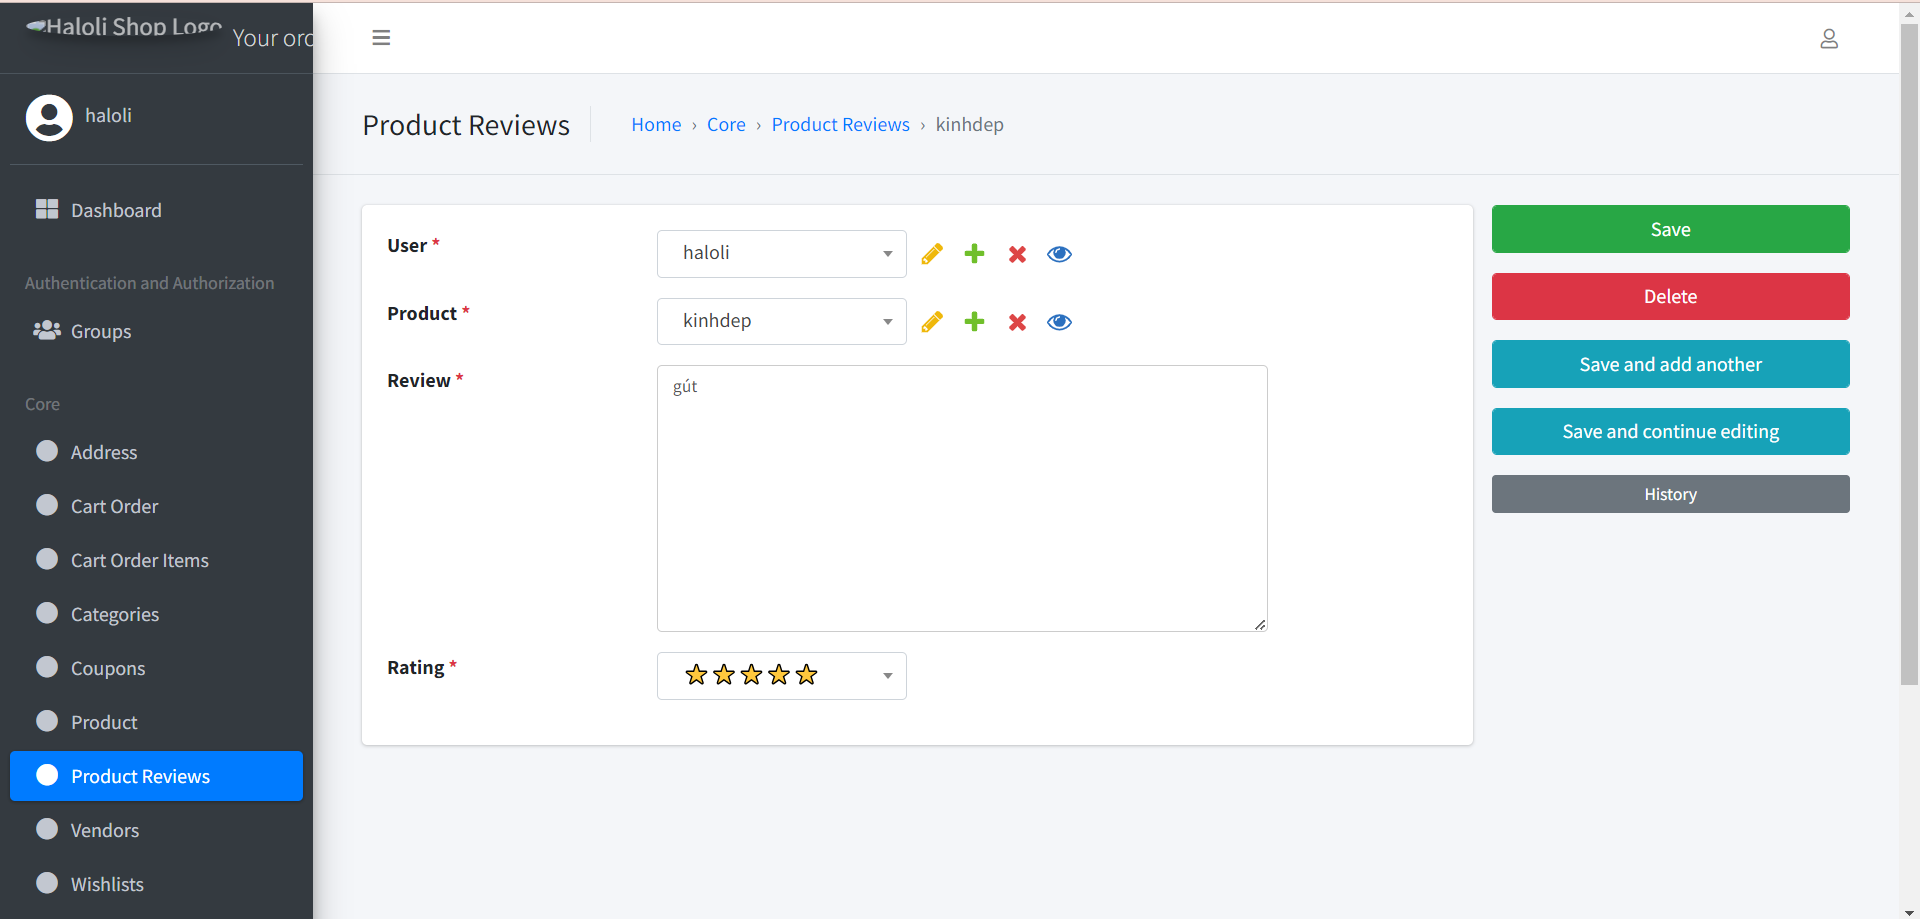 Haloli Shop Logo Your orc
haloli
Dashboard
Authentication and Authorization
Groups
Core
Address
Cart Order
Cart Order Items
Categories
Coupons
Product
Product Reviews
Vendors
Wishlists
Product Reviews
Home › Core › Product Reviews › kinhdep
User *
haloli
Product *
kinhdep
Review *
gút
Rating *
Save
Delete
Save and add another
Save and continue editing
History